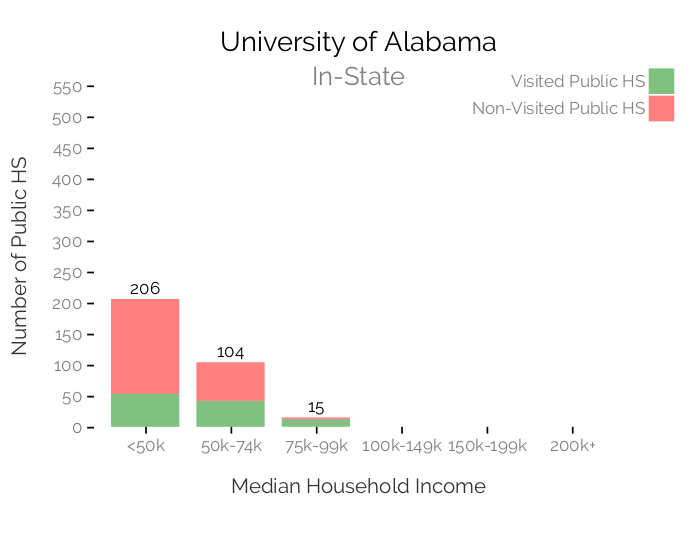 University of Alabama
In-State
Visited Public HS
Non-Visited Public HS
Number of Public HS
550
500
450
400
350
300
250
200
150
100
50
0
206
104
15
<50k
50k-74k
75k-99k
100k-149k
150k-199k
200k+
Median Household Income